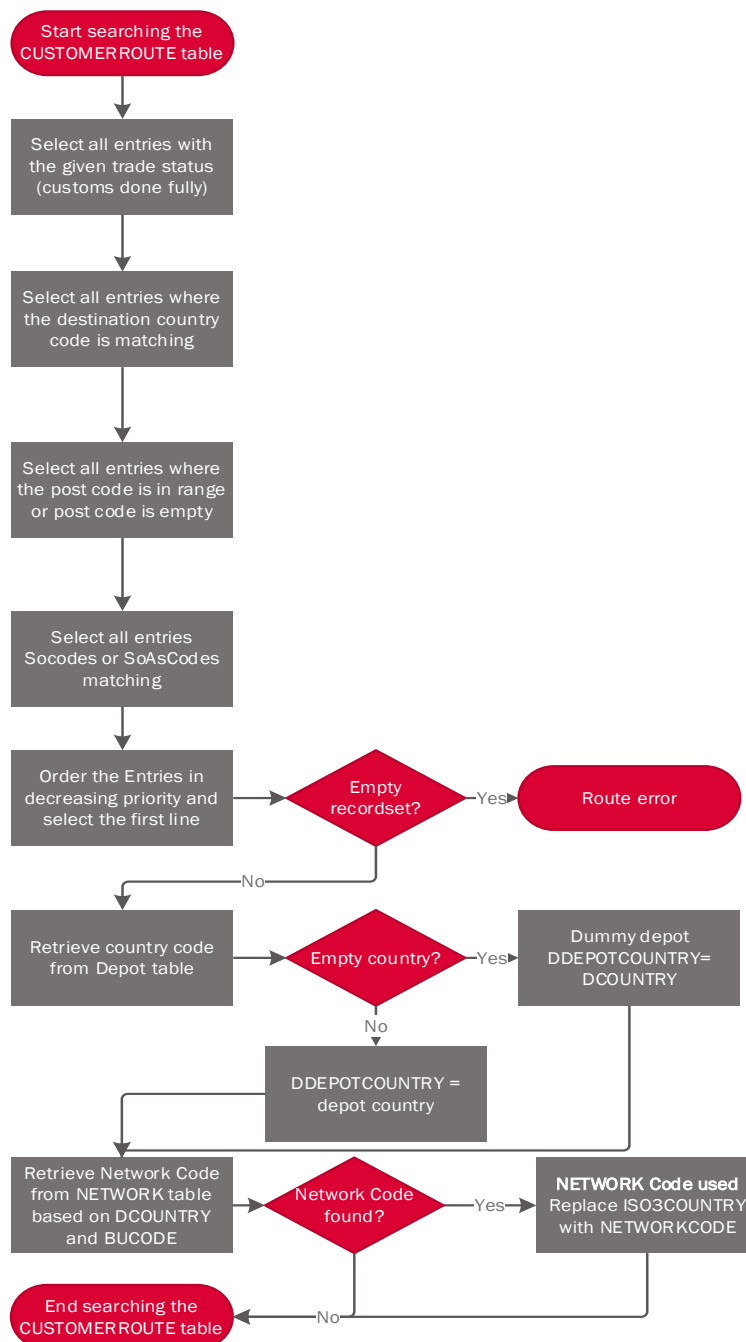 Start searching the
CUSTOMERROUTE table
Select all entries with
the given trade status
(customs done fully)
Select all entries where
the destination country
code is matching
Select all entries where
the post code is in range
or post code is empty
Select all entries
Socodes or SoAsCodes
matching
Order the Entries in
decreasing priority and
select the first line
Empty
recordset?
Yes
Route error
No
Retrieve country code
from Depot table
Empty country?
Yes
Dummy depot
DDEPOTCOUNTRY=
DCOUNTRY
No
DDEPOTCOUNTRY =
depot country
Retrieve Network Code
from NETWORK table
based on DCOUNTRY
and BUCODE
Network Code
found?
Yes
NETWORK Code used
Replace ISO3COUNTRY
with NETWORKCODE
No
End searching the
CUSTOMERROUTE table